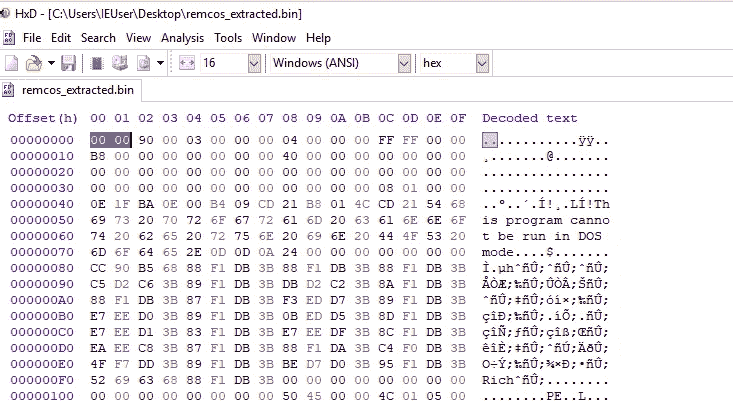 HxD - [C:\Users\IEUser\Desktop\remcos_extracted.bin]
File Edit Search View Analysis Tools Window Help
16 Windows (ANSI) hex
remcos_extracted.bin
Offset(h) 00 01 02 03 04 05 06 07 08 09 0A 0B 0C 0D 0E 0F Decoded text
00000000 00 00 90 00 03 00 00 00 04 00 00 00 FF FF 00 00 ............ÿÿ..
00000010 B8 00 00 00 00 00 00 00 40 00 00 00 00 00 00 00 ¸.......@.......
00000020 00 00 00 00 00 00 00 00 00 00 00 00 00 00 00 00 ................
00000030 00 00 00 00 00 00 00 00 00 00 00 00 08 01 00 00 ................
00000040 0E 1F BA 0E 00 B4 09 CD 21 B8 01 4C CD 21 54 68 ..º..´.Í!¸.LÍ!Th
00000050 69 73 20 70 72 6F 67 72 61 6D 20 63 61 6E 6E 6F is program canno
00000060 74 20 62 65 20 72 75 6E 20 69 6E 20 44 4F 53 20 t be run in DOS
00000070 6D 6F 64 65 2E 0D 0D 0A 24 00 00 00 00 00 00 00 mode....$.......
00000080 CC 90 B5 68 88 F1 DB 3B 88 F1 DB 3B 88 F1 DB 3B Ì.µhˆñÛ;ˆñÛ;ˆñÛ;
00000090 C5 D2 C6 3B 89 F1 DB 3B DB D2 C2 3B 8A F1 DB 3B ÅÒÆ;‰ñÛ;ÛÒÂ;ŠñÛ;
000000A0 88 F1 DB 3B 87 F1 DB 3B F3 ED D7 3B 89 F1 DB 3B ˆñÛ;‡ñÛ;óí×;‰ñÛ;
000000B0 E7 EE D0 3B 89 F1 DB 3B 0B ED D5 3B 8D F1 DB 3B çîÐ;‰ñÛ;.íÕ;.ñÛ;
000000C0 E7 EE D1 3B 83 F1 DB 3B E7 EE DF 3B 8C F1 DB 3B çîÑ;ƒñÛ;çîß;ŒñÛ;
000000D0 EA EE C8 3B 87 F1 DB 3B 88 F1 DA 3B C4 F0 DB 3B êîÈ;‡ñÛ;ˆñÚ;ÄðÛ;
000000E0 4F F7 DD 3B 89 F1 DB 3B BE D7 D0 3B 95 F1 DB 3B O÷Ý;‰ñÛ;¾×Ð;•ñÛ;
000000F0 52 69 63 68 88 F1 DB 3B 00 00 00 00 00 00 00 00 RichˆñÛ;........
00000100 00 00 00 00 00 00 00 00 50 45 00 00 4C 01 05 00 ........PE..L...